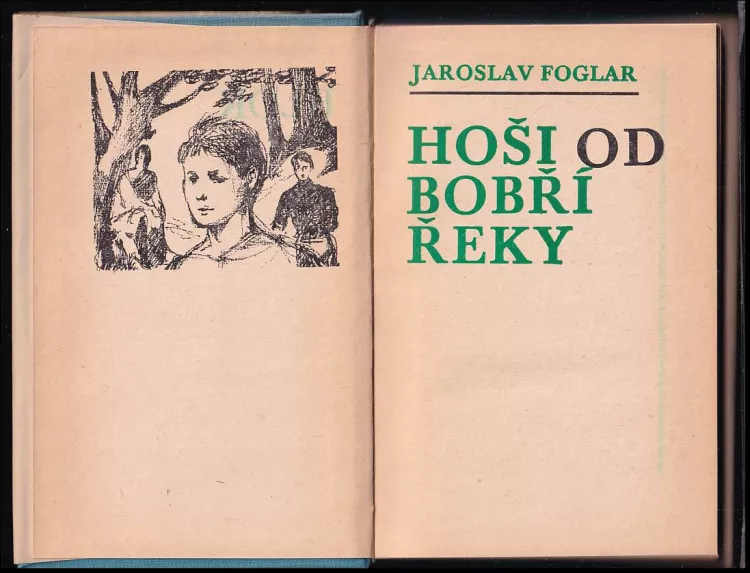 JAROSLAV FOGLAR
HOŠI OD
BOBŘÍ
ŘEKY